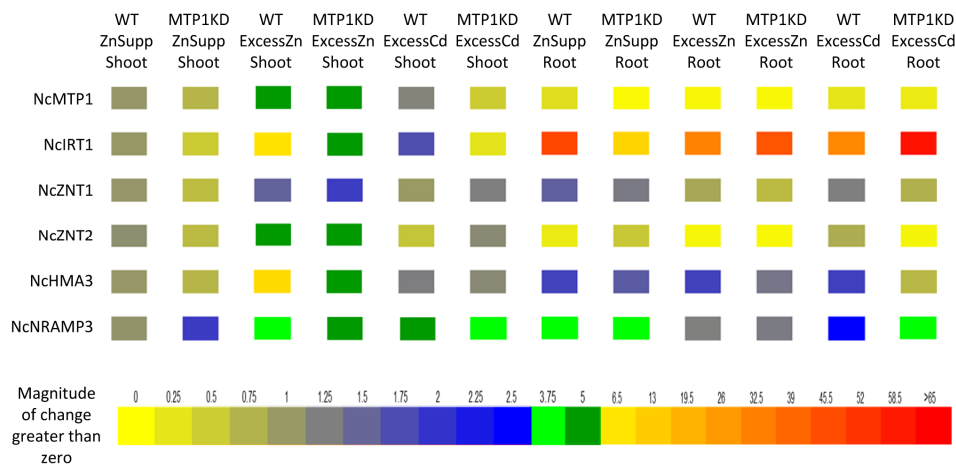 WT MTP1KD WT MTP1KD WT MTP1KD WT MTP1KD WT MTP1KD WT MTP1KD
ZnSupp ZnSupp ExcessZn ExcessZn ExcessCd ExcessCd ZnSupp ZnSupp ExcessZn ExcessZn ExcessCd ExcessCd
Shoot Shoot Shoot Shoot Shoot Shoot Root Root Root Root Root Root
NcMTP1
NcIRT1
NcZNT1
NcZNT2
NcHMA3
NcNRAMP3
Magnitude
of change
greater than
zero
0 0.25 0.5 0.75 1 1.25 1.5 1.75 2 2.25 2.5 3.75 5 6.5 13 19.5 26 32.5 39 45.5 52 58.5 >65